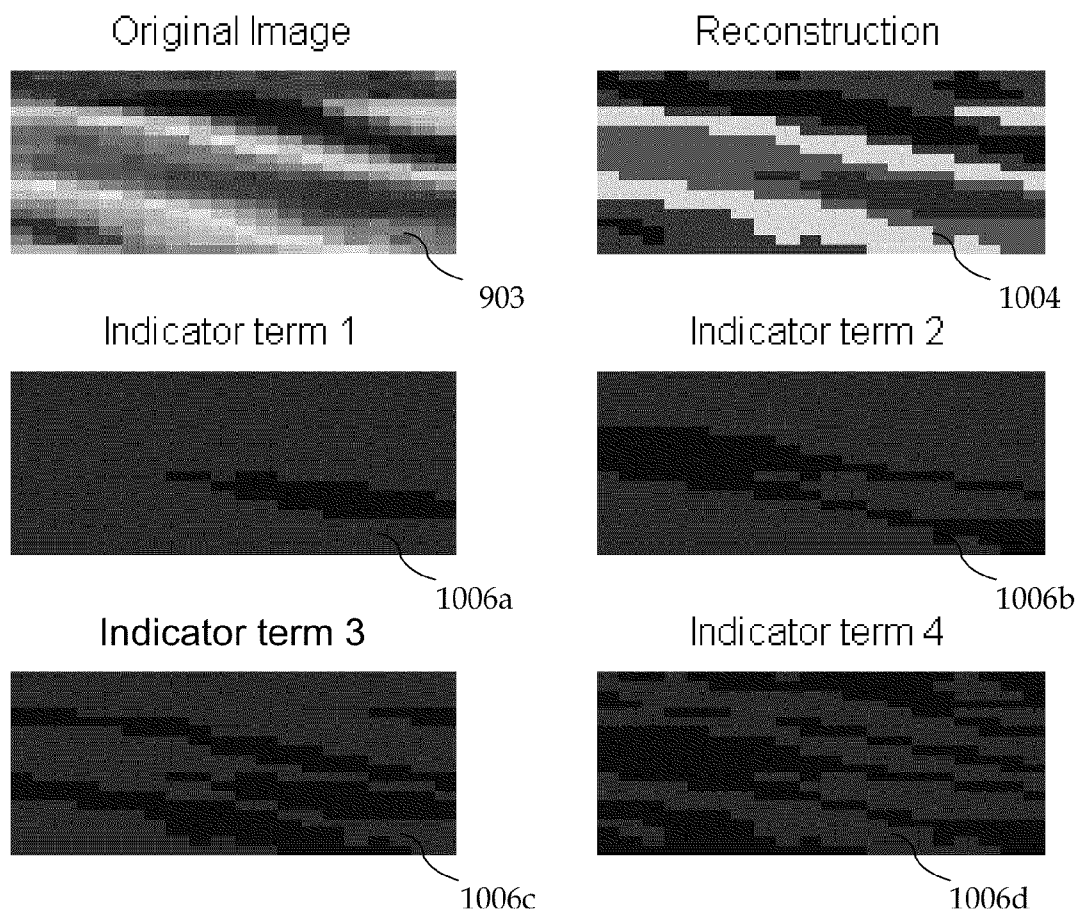 Original Image
Reconstruction
903
1004
Indicator term 1
Indicator term 2
1006a
1006b
Indicator term 3
Indicator term 4
1006c
1006d